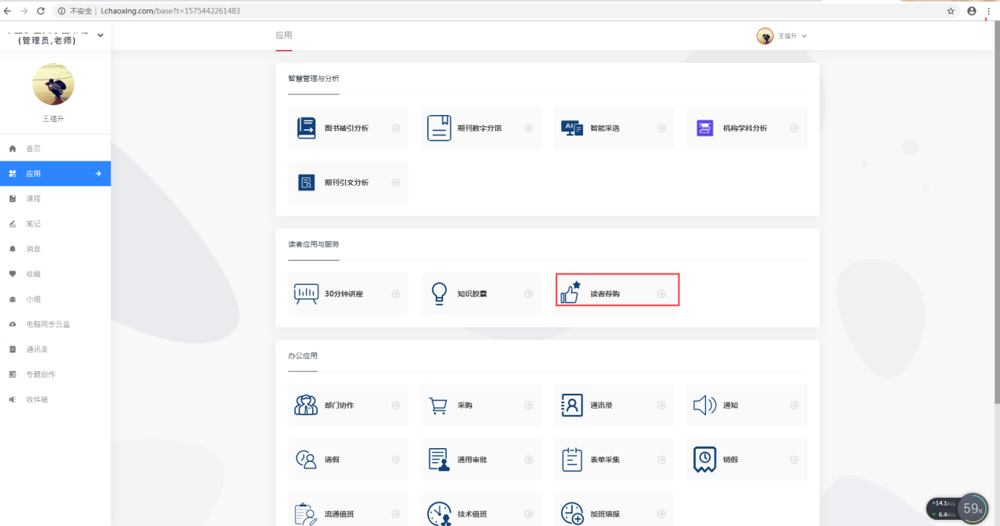 不安全
i.chaoxing.com/base?t=1575442261483
(管理员,老师)
应用
王福升
王福升
首页
应用
课程
笔记
消息
收藏
小组
电脑同步云盘
通讯录
专题创作
收件箱
智慧管理与分析
图书被引分析
期刊数字分馆
AI
智能采选
机构学科分析
期刊引文分析
读者应用与服务
30分钟讲座
知识胶囊
读者荐购
办公应用
部门协作
采购
通讯录
通知
请假
通用审批
表单采集
销假
流通值班
技术值班
加班填报
14.1K/s
6.4K/s
59%